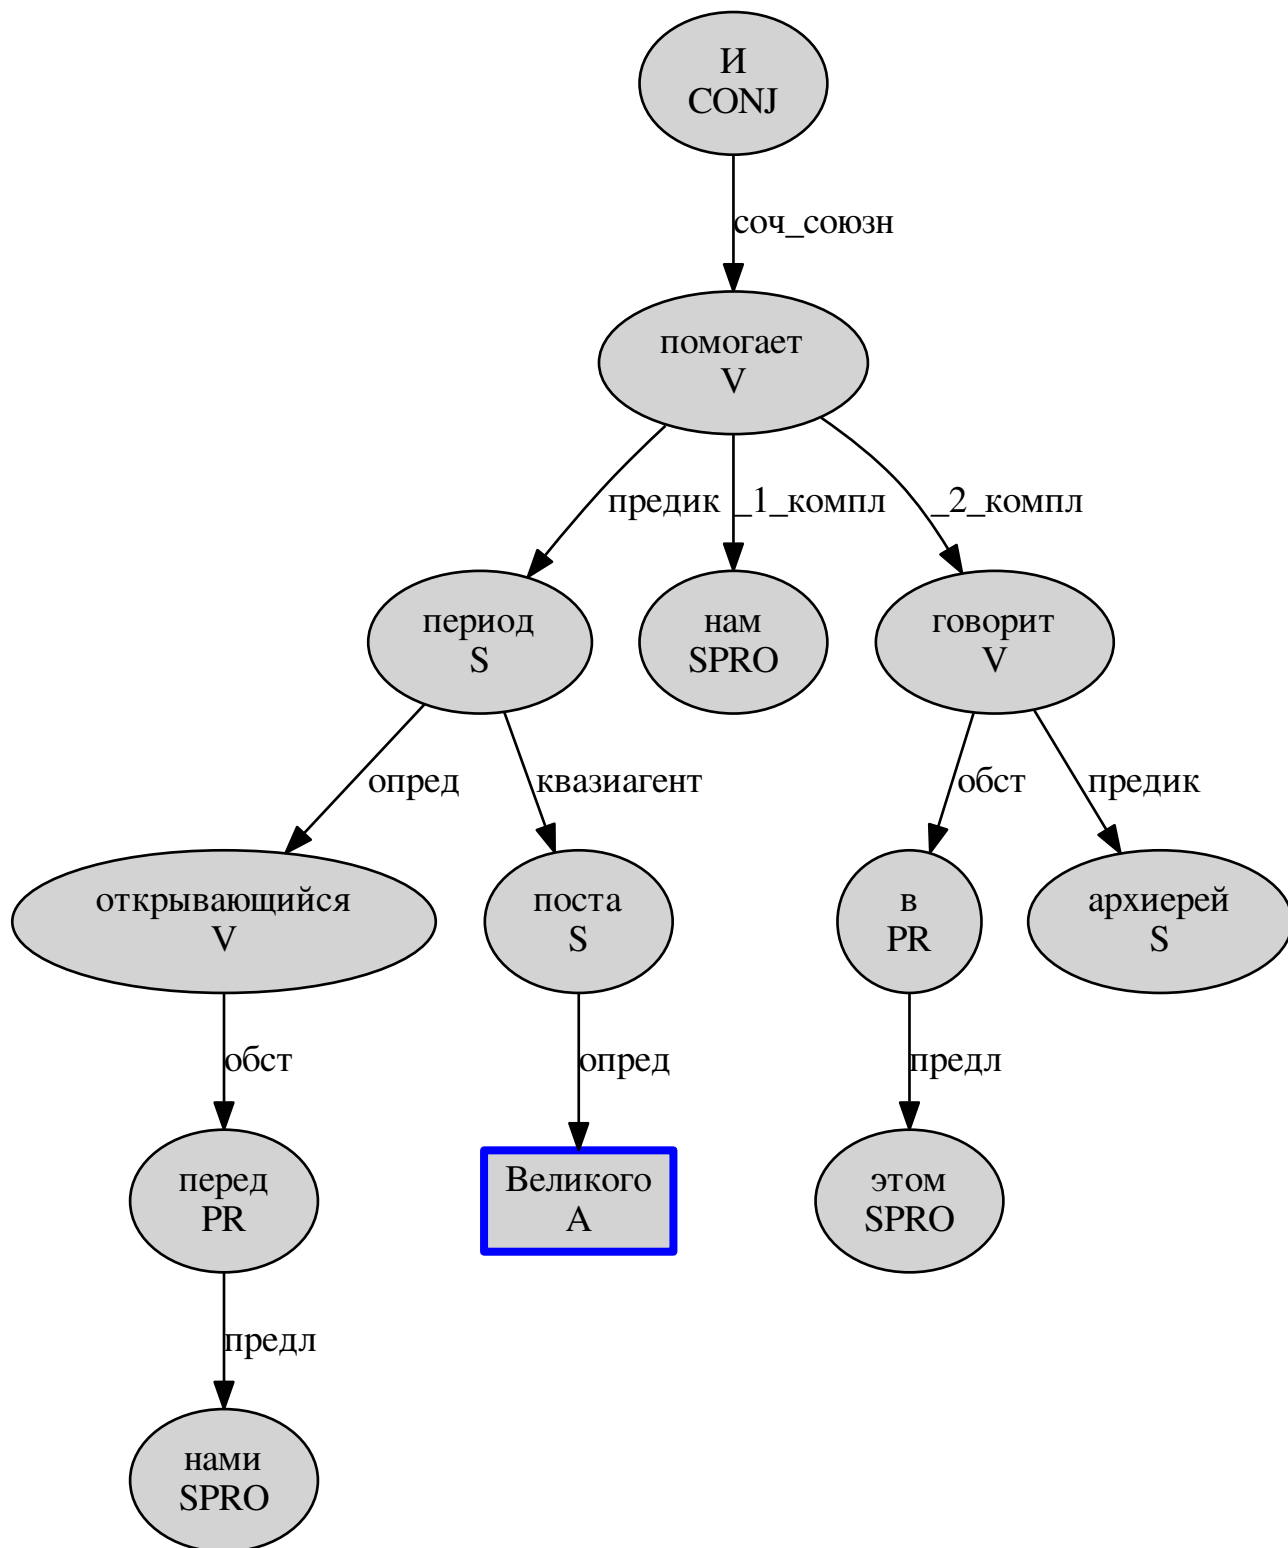 И
CONJ
соч_союзн
помогает
V
предик
_1_компл
_2_компл
период
S
нам
SPRO
говорит
V
опред
квазиагент
обст
предик
открывающийся
V
поста
S
в
PR
архиерей
S
обст
опред
предл
перед
PR
Великого
A
этом
SPRO
предл
нами
SPRO